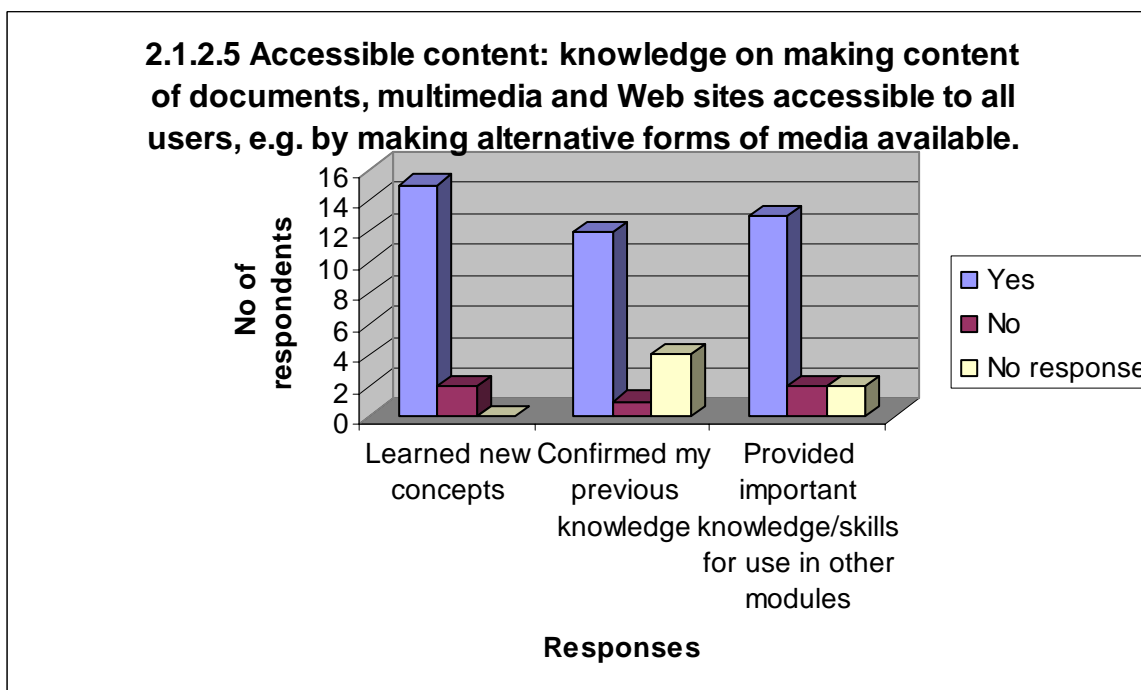 2.1.2.5 Accessible content: knowledge on making content
of documents, multimedia and Web sites accessible to all
users, e.g. by making alternative forms of media available.
16
14
12
10
8
6
4
2
0
No of
respondents
Learned new
concepts
Confirmed my
previous
knowledge
Provided
important
knowledge/skills
for use in other
modules
Responses
Yes
No
No response